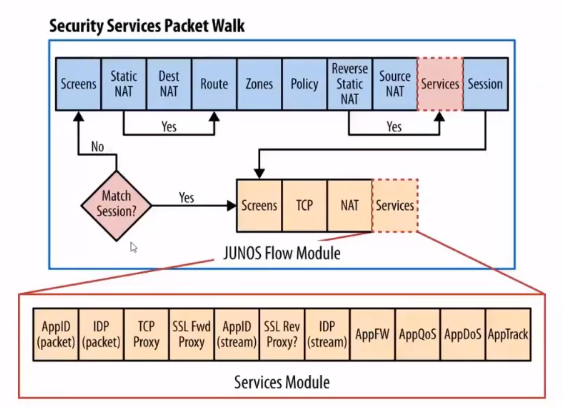 Security Services Packet Walk
Screens
Static
NAT
Dest
NAT
Route
Zones
Policy
Reverse
Static
NAT
Source
NAT
Services
Session
Yes
Yes
No
Match
Session?
Yes
Screens
TCP
NAT
Services
JUNOS Flow Module
AppID
(packet)
IDP
(packet)
TCP
Proxy
SSL Fwd
Proxy
AppID
(stream)
SSL Rev
Proxy?
IDP
(stream)
AppFW
AppQoS
AppDoS
AppTrack
Services Module